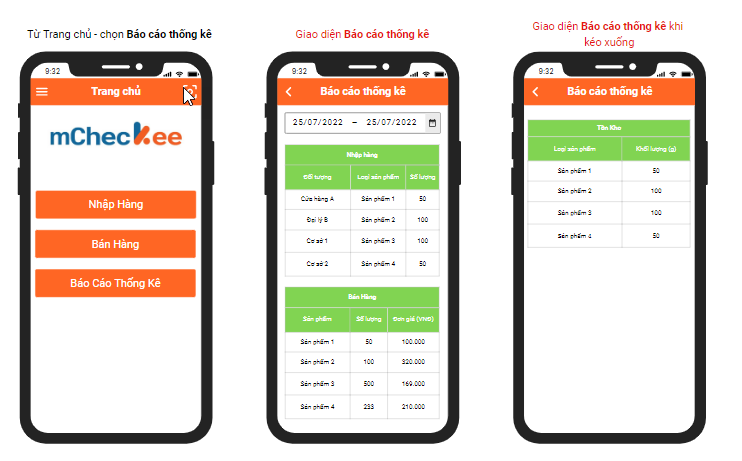 Từ Trang chủ - chọn Báo cáo thống kê
9:32
Trang chủ
mCheckee
Nhập Hàng
Bán Hàng
Báo Cáo Thống Kê
Giao diện Báo cáo thống kê
9:32
Báo cáo thống kê
25/07/2022 – 25/07/2022
Nhập hàng
Đối tượng Loại sản phẩm Số lượng
Cửa hàng A Sản phẩm 1 50
Đại lý B Sản phẩm 2 100
Cơ sở 1 Sản phẩm 3 100
Cơ sở 2 Sản phẩm 4 50
Bán Hàng
Sản phẩm Số lượng Đơn giá (VNĐ)
Sản phẩm 1 50 100.000
Sản phẩm 2 100 320.000
Sản phẩm 3 500 169.000
Sản phẩm 4 233 210.000
Giao diện Báo cáo thống kê khi
kéo xuống
9:32
Báo cáo thống kê
Tồn Kho
Loại sản phẩm Khối lượng (g)
Sản phẩm 1 50
Sản phẩm 2 100
Sản phẩm 3 100
Sản phẩm 4 50